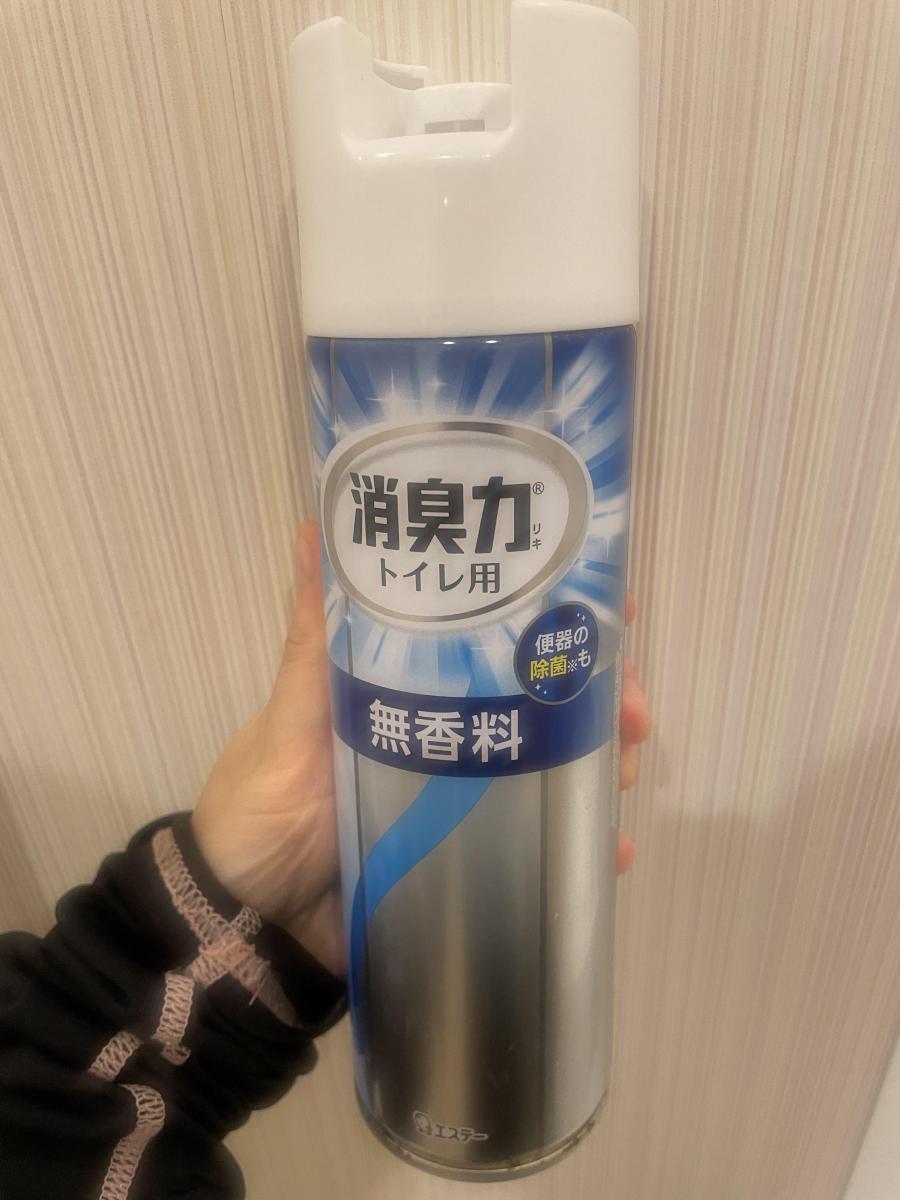 消臭力®
リキ
トイレ用
便器の
除菌※も
無香料
エステー